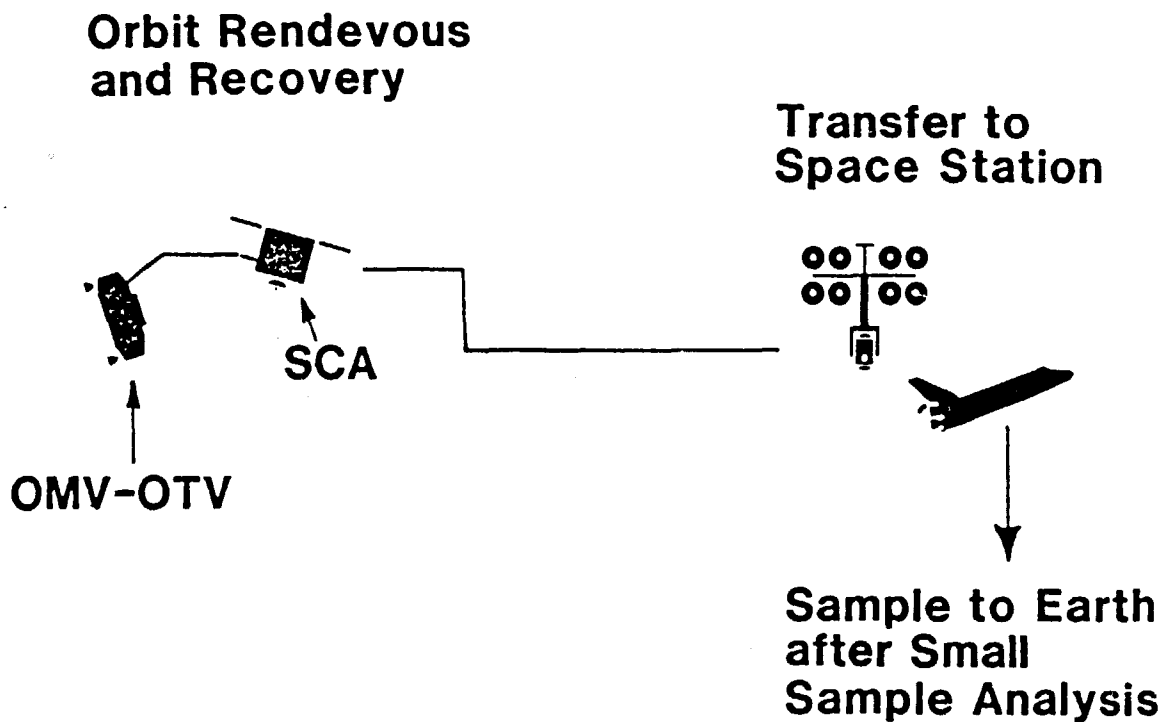 Orbit Rendevous
and Recovery
Transfer to
Space Station
SCA
OMV-OTV
Sample to Earth
after Small
Sample Analysis